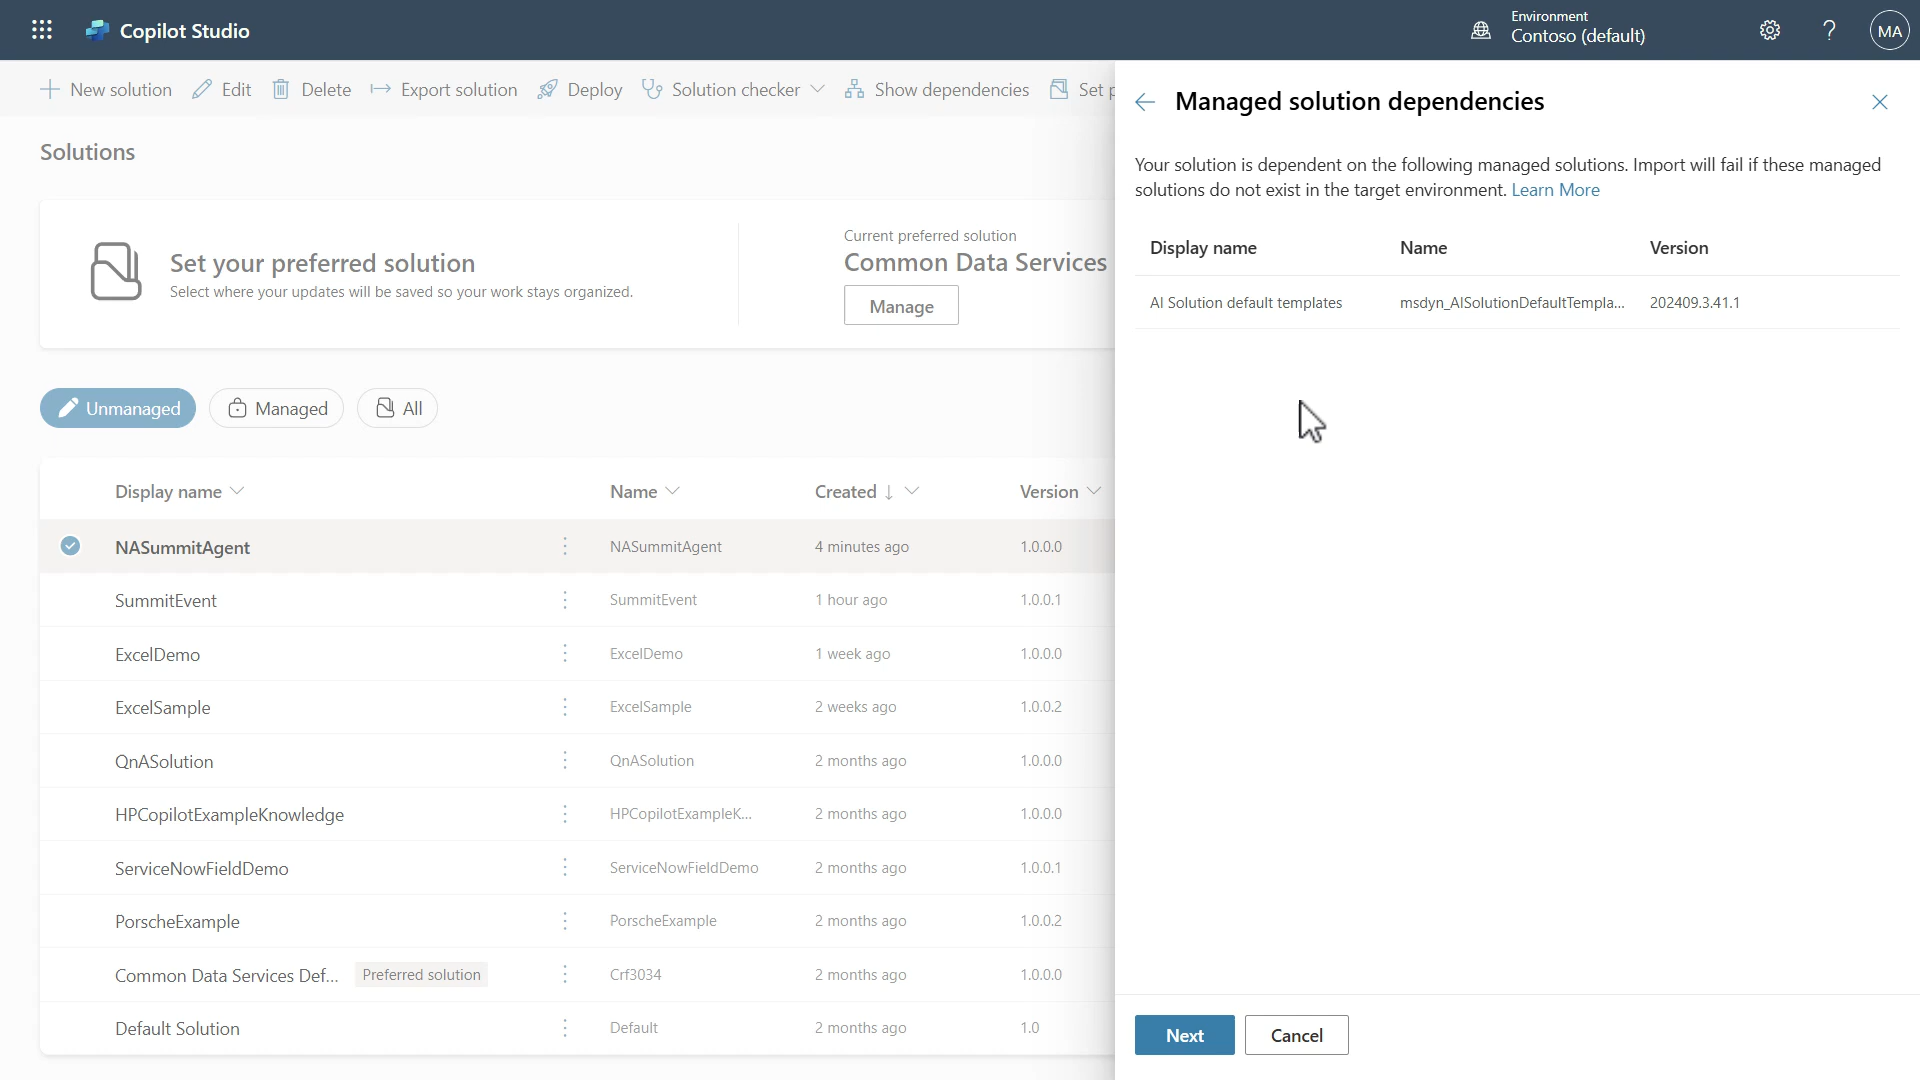 Copilot Studio
Environment
Contoso (default)
?
MA
New solution
Edit
Delete
Export solution
Deploy
Solution checker
Show dependencies
Set p
Solutions
Set your preferred solution
Select where your updates will be saved so your work stays organized.
Current preferred solution
Common Data Services
Manage
Unmanaged
Managed
All
Display name
Name
Created ↓
Version
NASummitAgent
NASummitAgent
4 minutes ago
1.0.0.0
SummitEvent
SummitEvent
1 hour ago
1.0.0.1
ExcelDemo
ExcelDemo
1 week ago
1.0.0.0
ExcelSample
ExcelSample
2 weeks ago
1.0.0.2
QnASolution
QnASolution
2 months ago
1.0.0.0
HPCopilotExampleKnowledge
HPCopilotExampleK...
2 months ago
1.0.0.0
ServiceNowFieldDemo
ServiceNowFieldDemo
2 months ago
1.0.0.1
PorscheExample
PorscheExample
2 months ago
1.0.0.2
Common Data Services Def...
Preferred solution
Crf3034
2 months ago
1.0.0.0
Default Solution
Default
2 months ago
1.0
Managed solution dependencies
Your solution is dependent on the following managed solutions. Import will fail if these managed
solutions do not exist in the target environment. Learn More
Display name
Name
Version
AI Solution default templates
msdyn_AISolutionDefaultTempla...
202409.3.41.1
Next
Cancel